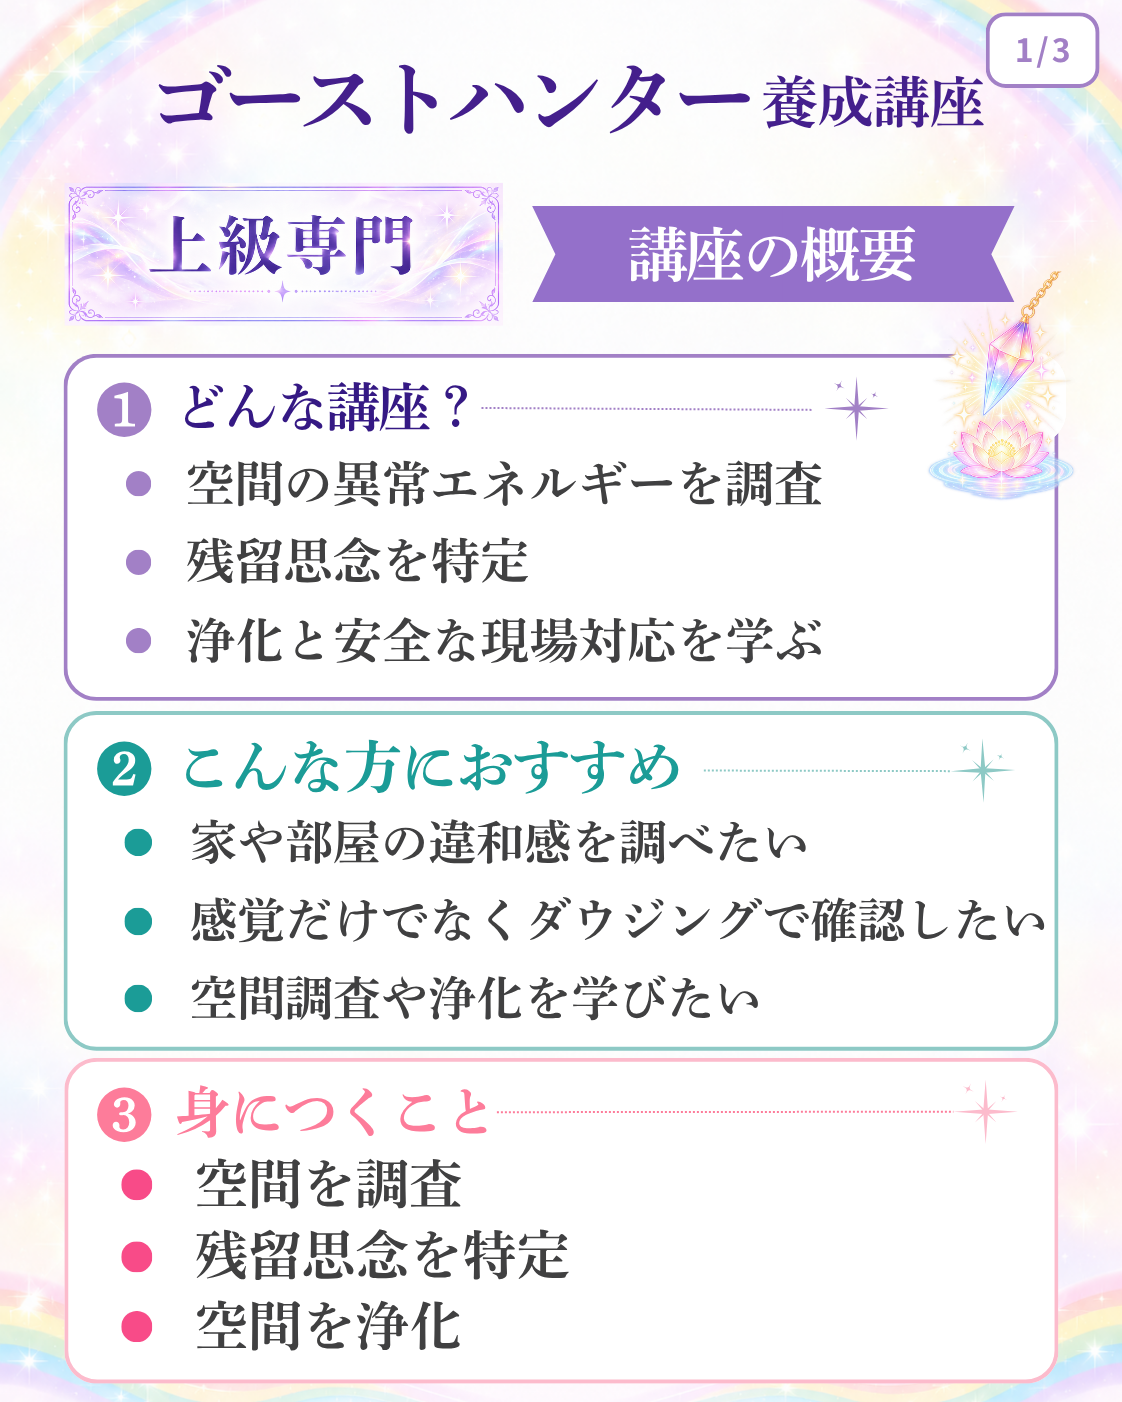 1/3
ゴーストハンター養成講座
上級専門
講座の概要
1 どんな講座？
空間の異常エネルギーを調査
残留思念を特定
浄化と安全な現場対応を学ぶ
2 こんな方におすすめ
家や部屋の違和感を調べたい
感覚だけでなくダウジングで確認したい
空間調査や浄化を学びたい
3 身につくこと
空間を調査
残留思念を特定
空間を浄化